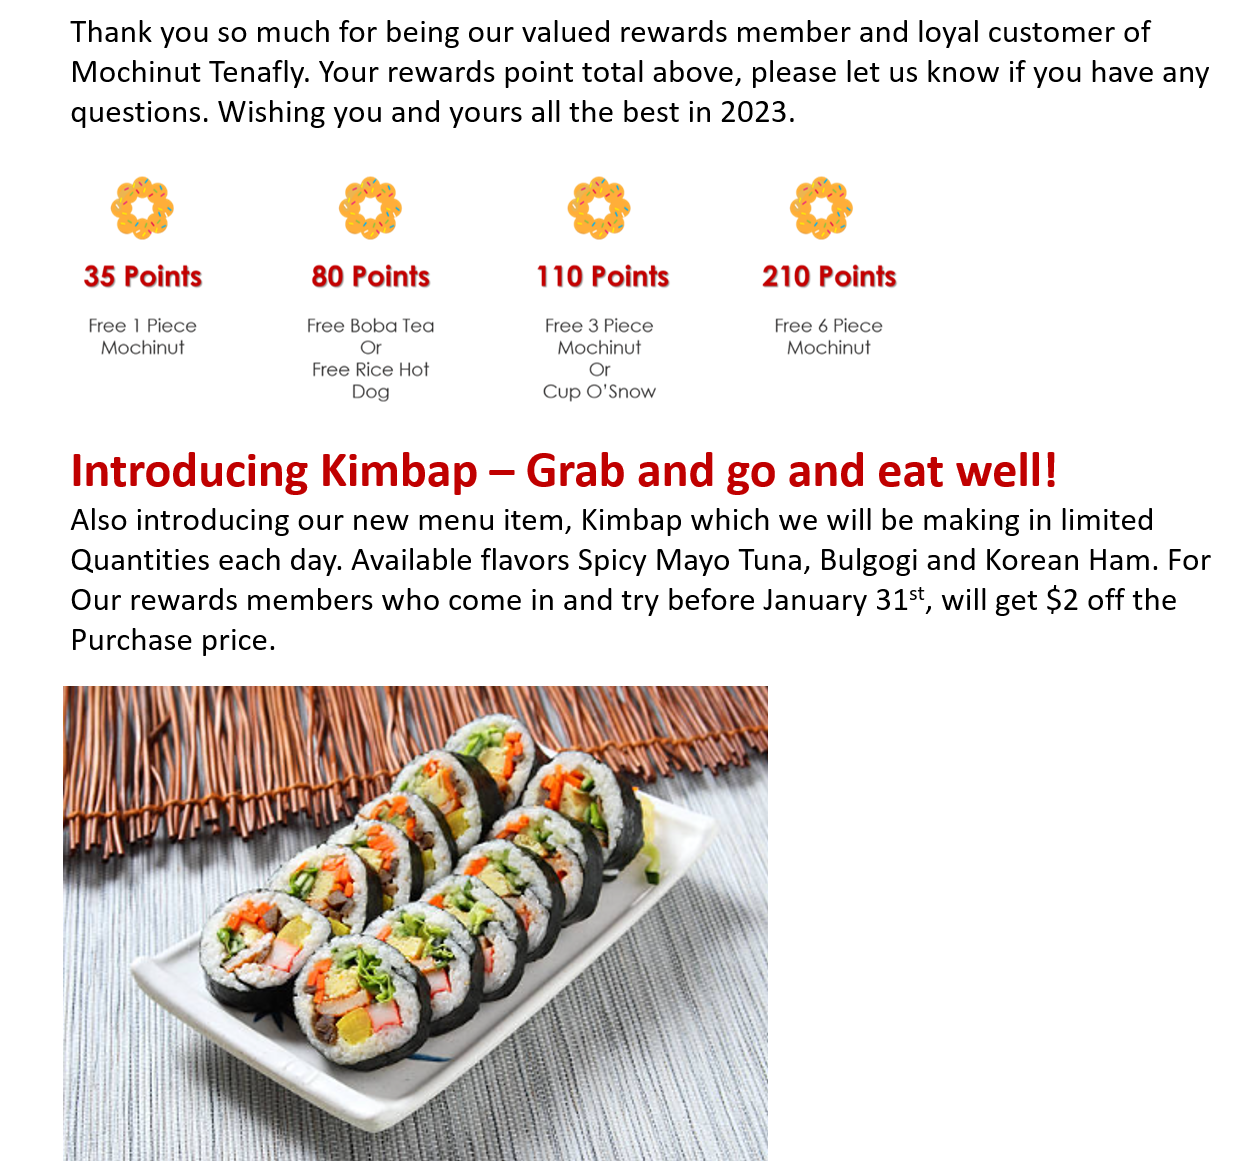 Thank you so much for being our valued rewards member and loyal customer of
Mochinut Tenafly. Your rewards point total above, please let us know if you have any
questions. Wishing you and yours all the best in 2023.
35 Points
Free 1 Piece
Mochinut
80 Points
Free Boba Tea
Or
Free Rice Hot
Dog
110 Points
Free 3 Piece
Mochinut
Or
Cup O'Snow
210 Points
Free 6 Piece
Mochinut
Introducing Kimbap – Grab and go and eat well!
Also introducing our new menu item, Kimbap which we will be making in limited
Quantities each day. Available flavors Spicy Mayo Tuna, Bulgogi and Korean Ham. For
Our rewards members who come in and try before January 31st, will get $2 off the
Purchase price.